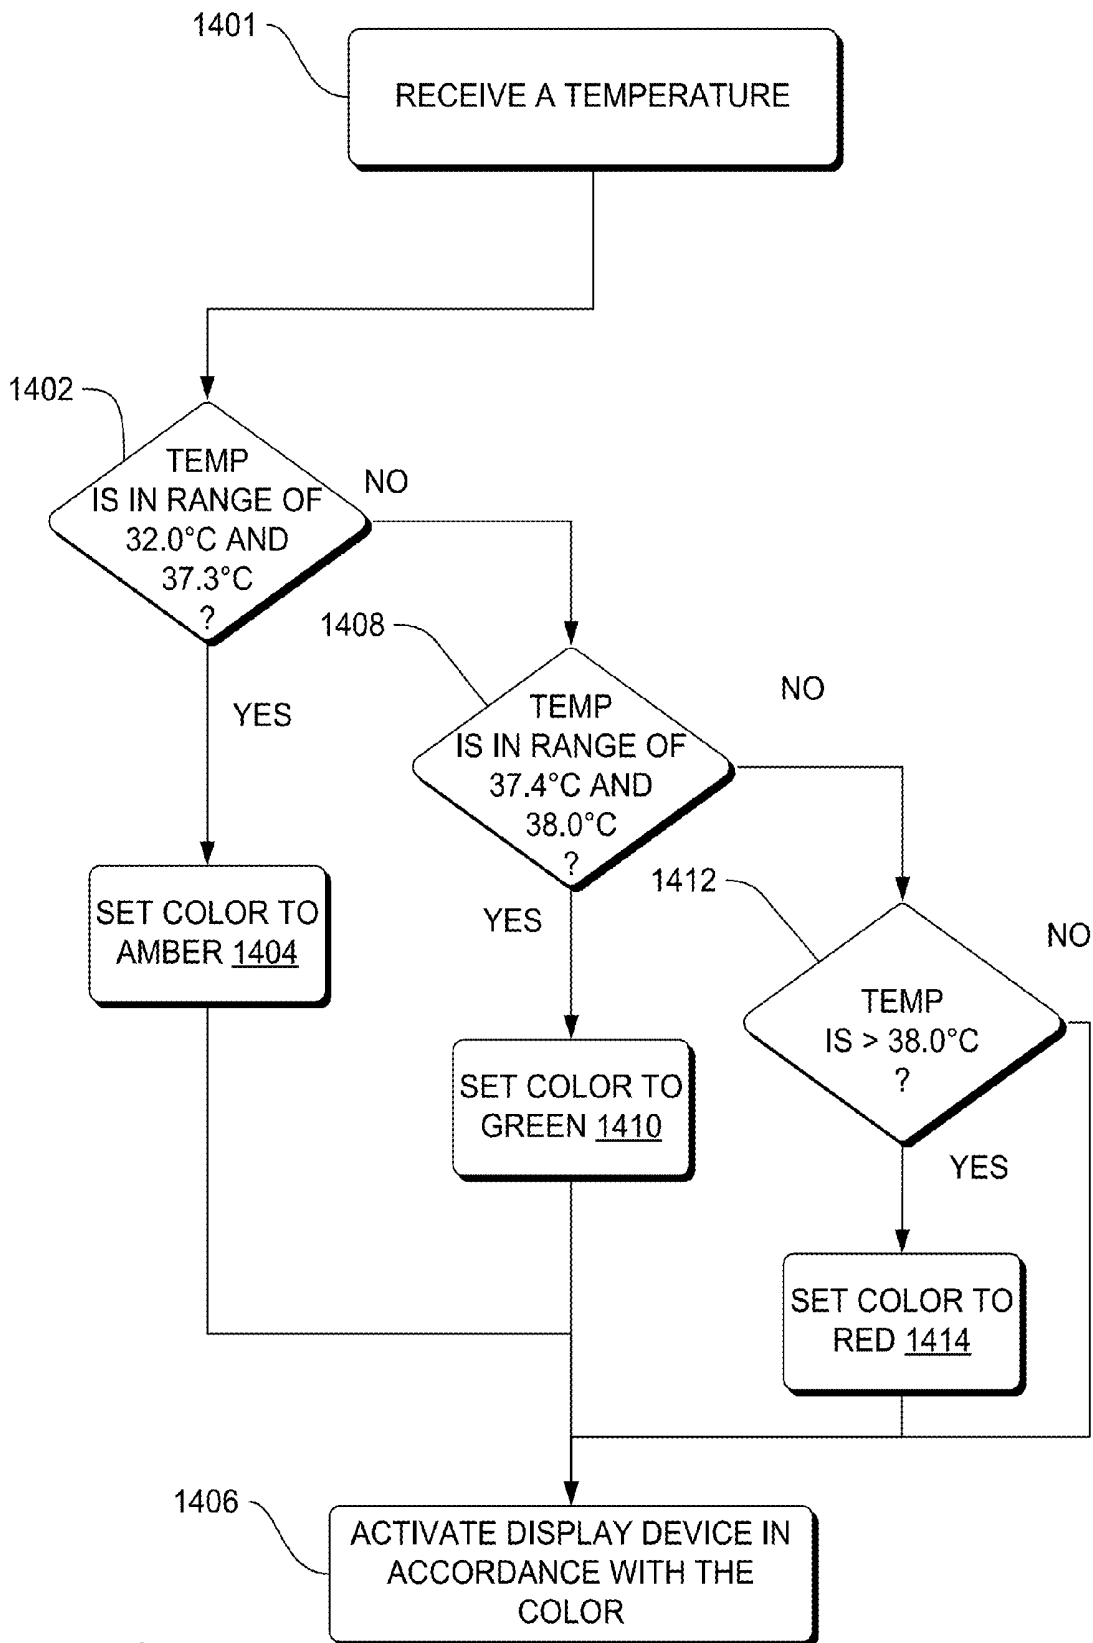 1401
RECEIVE A TEMPERATURE
1402
TEMP
IS IN RANGE OF
32.0°C AND
37.3°C
?
NO
YES
1408
TEMP
IS IN RANGE OF
37.4°C AND
38.0°C
?
NO
YES
SET COLOR TO
AMBER 1404
1412
TEMP
IS > 38.0°C
?
NO
YES
SET COLOR TO
GREEN 1410
SET COLOR TO
RED 1414
1406
ACTIVATE DISPLAY DEVICE IN
ACCORDANCE WITH THE
COLOR